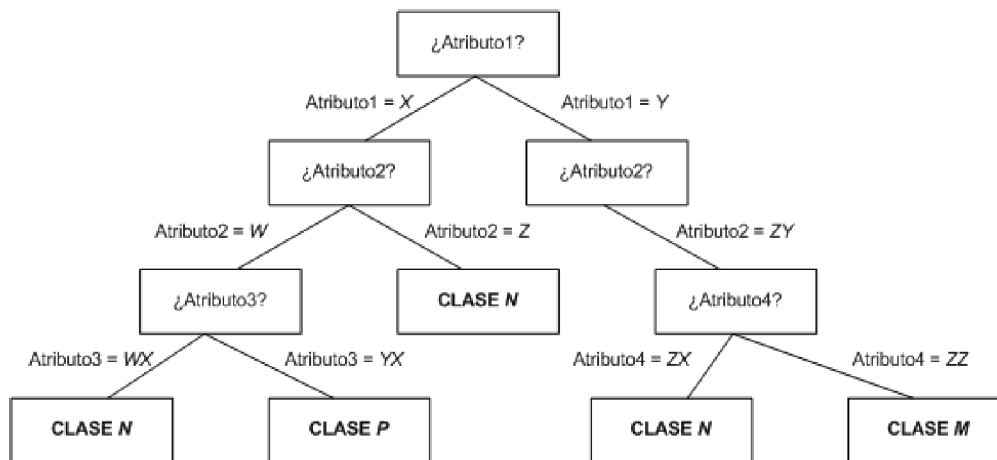 ¿Atributo1?
Atributo1 = X
Atributo1 = Y
¿Atributo2?
¿Atributo2?
Atributo2 = W
Atributo2 = Z
Atributo2 = ZY
¿Atributo3?
CLASE N
¿Atributo4?
Atributo3 = WX
Atributo3 = YX
Atributo4 = ZX
Atributo4 = ZZ
CLASE N
CLASE P
CLASE N
CLASE M